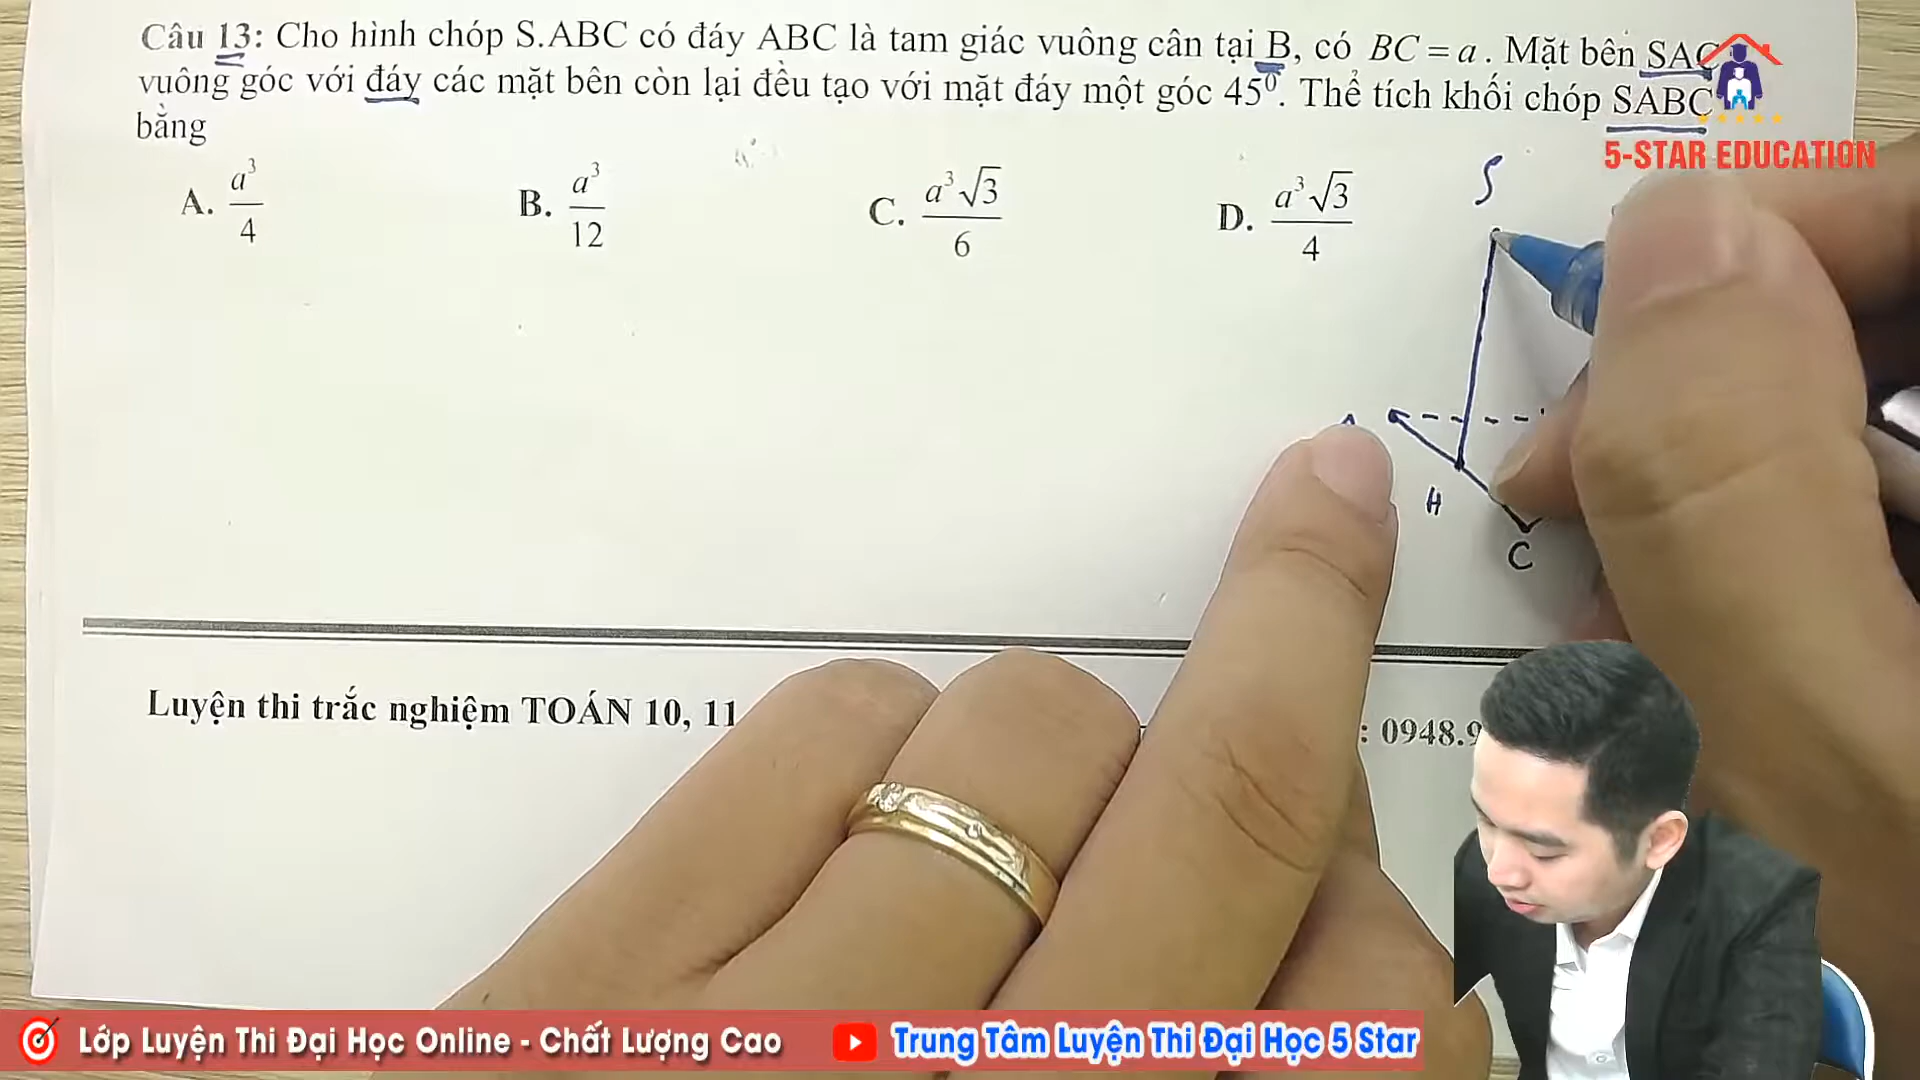 Câu 13: Cho hình chóp S.ABC có đáy ABC là tam giác vuông cân tại B, có BC = a. Mặt bên SAC
vuông góc với đáy các mặt bên còn lại đều tạo với mặt đáy một góc 45⁰. Thể tích khối chóp SABC
bằng
A. a³/4 B. a³/12 C. a³√3/6 D. a³√3/4
5-STAR EDUCATION
S
H
C
Luyện thi trắc nghiệm TOÁN 10, 11
: 0948.9
Lớp Luyện Thi Đại Học Online - Chất Lượng Cao
Trung Tâm Luyện Thi Đại Học 5 Star